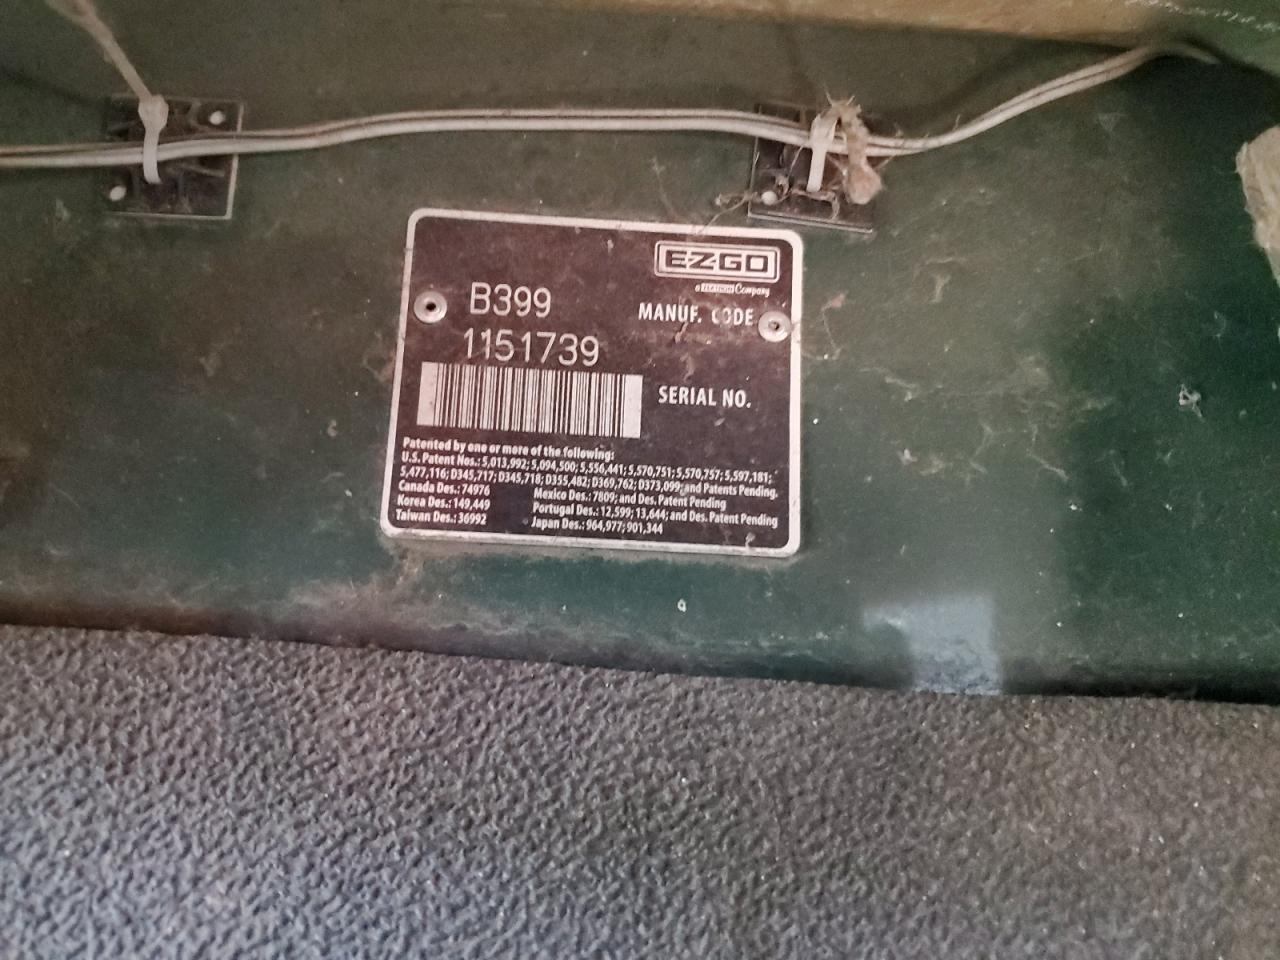 EZGO
a TEXTRON Company
B399
MANUF. CODE
1151739
SERIAL NO.
Patented by one or more of the following:
U.S. Patent Nos.: 5,013,992; 5,094,500; 5,556,441; 5,570,751; 5,570,757; 5,597,181;
5,477,116; D345,717; D345,718; D355,482; D369,762; D373,099; and Patents Pending.
Canada Des.: 74976
Mexico Des.: 7809; and Des. Patent Pending
Korea Des.: 149,449
Portugal Des.: 12,599; 13,644; and Des. Patent Pending
Taiwan Des.: 36992
Japan Des.: 964,977; 901,344